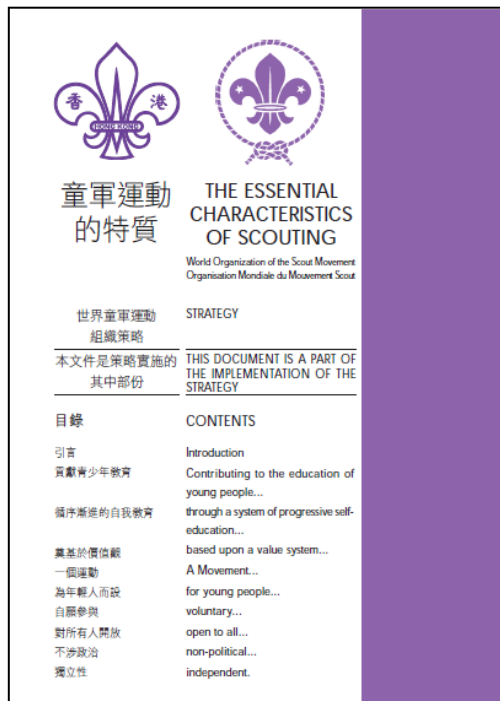 香港
HONG KONG
童軍運動
的特質
THE ESSENTIAL
CHARACTERISTICS
OF SCOUTING
World Organization of the Scout Movement
Organisation Mondiale du Mouvement Scout
世界童軍運動
組織策略
STRATEGY
本文件是策略實施的
其中部份
THIS DOCUMENT IS A PART OF
THE IMPLEMENTATION OF THE
STRATEGY
目錄
CONTENTS
引言
Introduction
貢獻青少年教育
Contributing to the education of
young people...
循序漸進的自我教育
through a system of progressive self-
education...
奠基於價值觀
based upon a value system...
一個運動
A Movement...
為年輕人而設
for young people...
自願參與
voluntary...
對所有人開放
open to all...
不涉政治
non-political...
獨立性
independent.